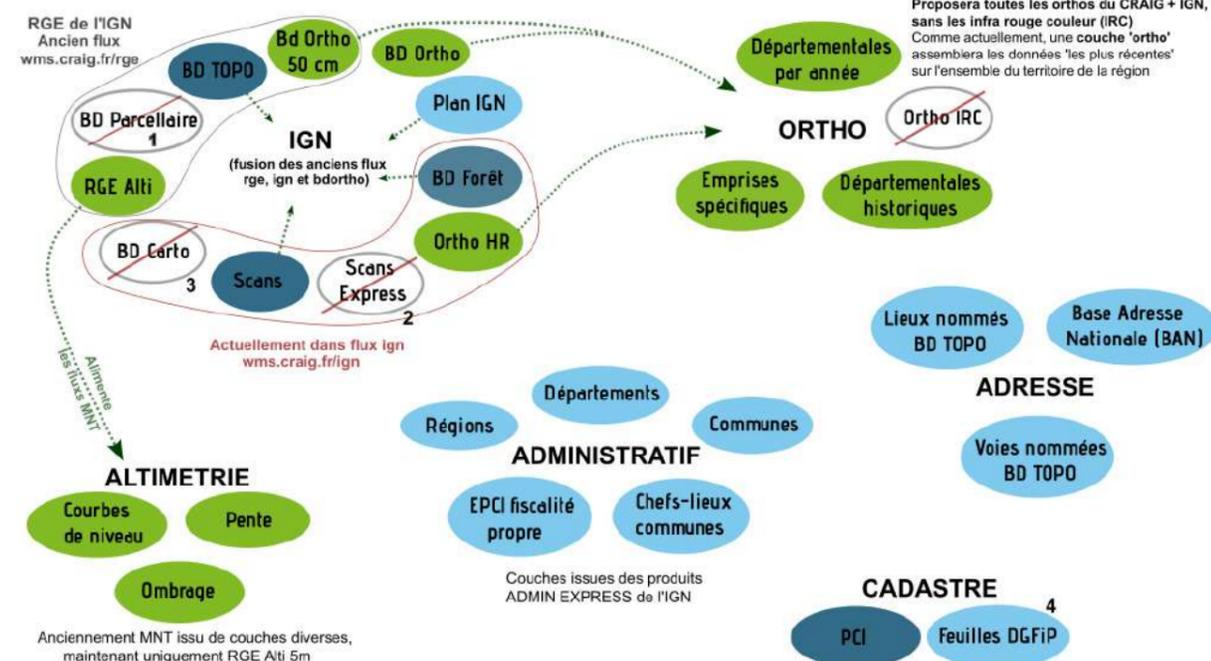 RGE de l'IGN
Ancien flux
wms.craig.fr/rge
BD TOPO
Bd Ortho
50 cm
BD Ortho
BD Parcellaire
1
Plan IGN
IGN
(fusion des anciens flux
rge, ign et bdortho)
RGE Alti
BD Forêt
BD Carto
3
Scans
Scans
Express
2
Ortho HR
Actuellement dans flux ign
wms.craig.fr/ign
Proposera toutes les orthos du CRAIG + IGN,
sans les infra rouge couleur (IRC)
Comme actuellement, une couche 'ortho'
assemblera les données 'les plus récentes'
sur l'ensemble du territoire de la région
Départementales
par année
ORTHO
Ortho IRC
Emprises
spécifiques
Départementales
historiques
Lieux nommés
BD TOPO
Base Adresse
Nationale (BAN)
ADRESSE
Voies nommées
BD TOPO
Alimente
les fluxs MNT
ALTIMETRIE
Courbes
de niveau
Pente
Ombrage
Anciennement MNT issu de couches diverses,
maintenant uniquement RGE Alti 5m
Régions
Départements
Communes
ADMINISTRATIF
EPCI fiscalité
propre
Chefs-lieux
communes
Couches issues des produits
ADMIN EXPRESS de l'IGN
CADASTRE
4
PCI
Feuilles DGFiP